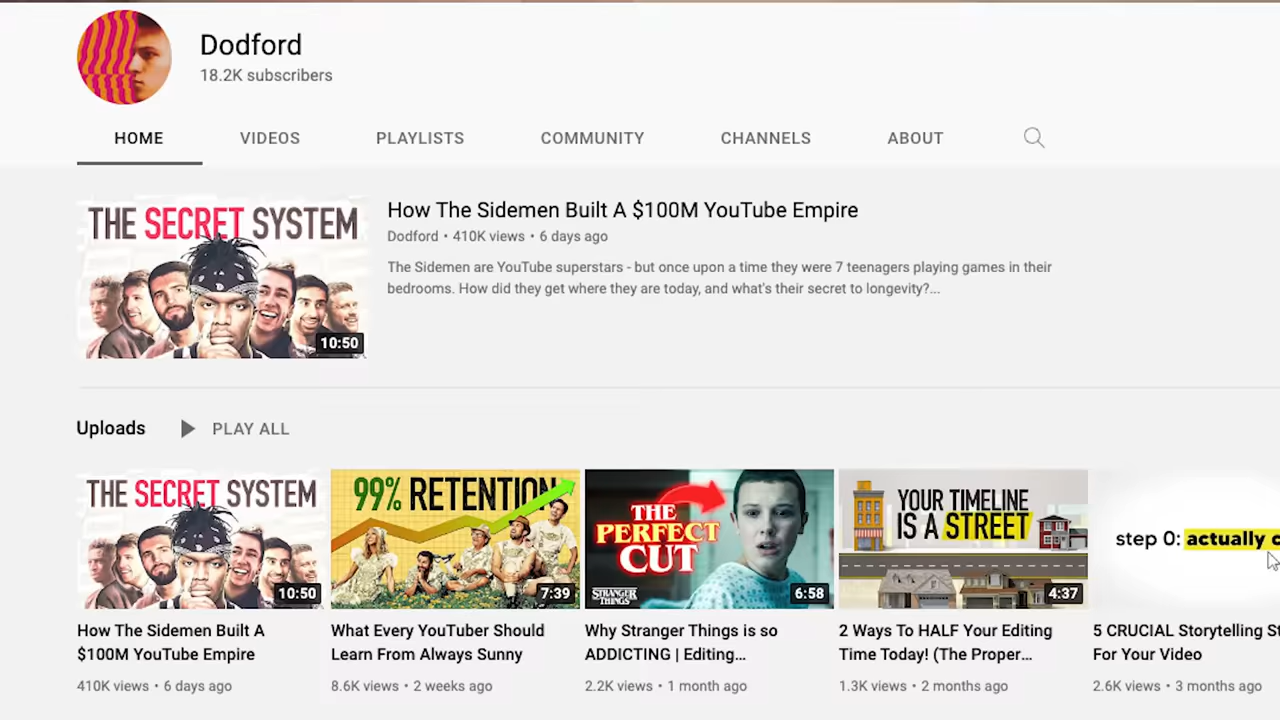 Dodford
18.2K subscribers
HOME VIDEOS PLAYLISTS COMMUNITY CHANNELS ABOUT
THE SECRET SYSTEM
10:50
How The Sidemen Built A $100M YouTube Empire
Dodford • 410K views • 6 days ago
The Sidemen are YouTube superstars - but once upon a time they were 7 teenagers playing games in their
bedrooms. How did they get where they are today, and what's their secret to longevity?...
Uploads PLAY ALL
THE SECRET SYSTEM
10:50
How The Sidemen Built A
$100M YouTube Empire
410K views • 6 days ago
99% RETENTION
7:39
What Every YouTuber Should
Learn From Always Sunny
8.6K views • 2 weeks ago
THE
PERFECT
CUT
STRANGER
THINGS
6:58
Why Stranger Things is so
ADDICTING | Editing...
2.2K views • 1 month ago
YOUR TIMELINE
IS A STREET
4:37
2 Ways To HALF Your Editing
Time Today! (The Proper...
1.3K views • 2 months ago
step 0: actually c
5 CRUCIAL Storytelling St
For Your Video
2.6K views • 3 months ago